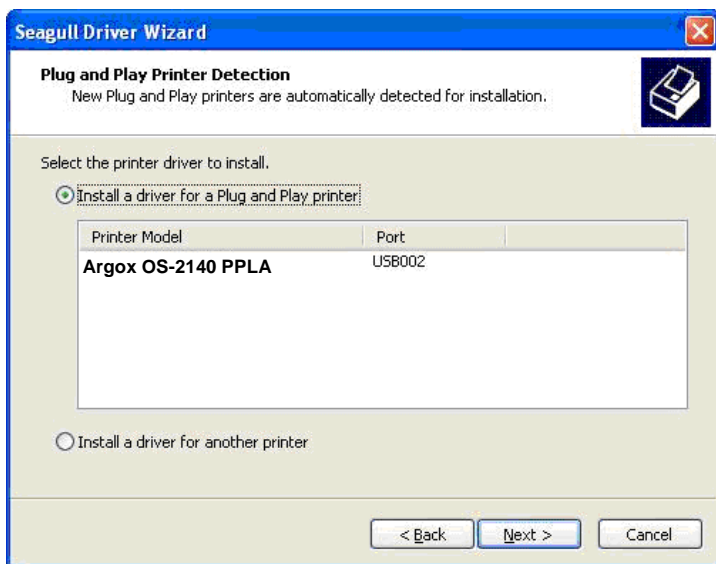 Seagull Driver Wizard
Plug and Play Printer Detection
New Plug and Play printers are automatically detected for installation.
Select the printer driver to install.
Install a driver for a Plug and Play printer
Printer Model Port
Argox OS-2140 PPLA USB002
Install a driver for another printer
< Back Next > Cancel